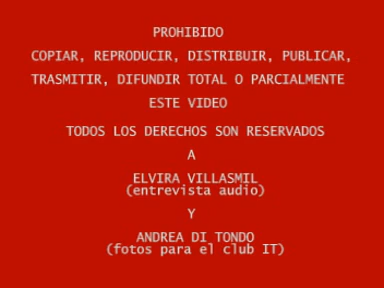 PROHIBIDO
COPIAR, REPRODUCIR, DISTRIBUIR, PUBLICAR,
TRASMITIR, DIFUNDIR TOTAL O PARCIALMENTE
ESTE VIDEO
TODOS LOS DERECHOS SON RESERVADOS
A
ELVIRA VILLASMIL
(entrevista audio)
Y
ANDREA DI TONDO
(fotos para el club IT)